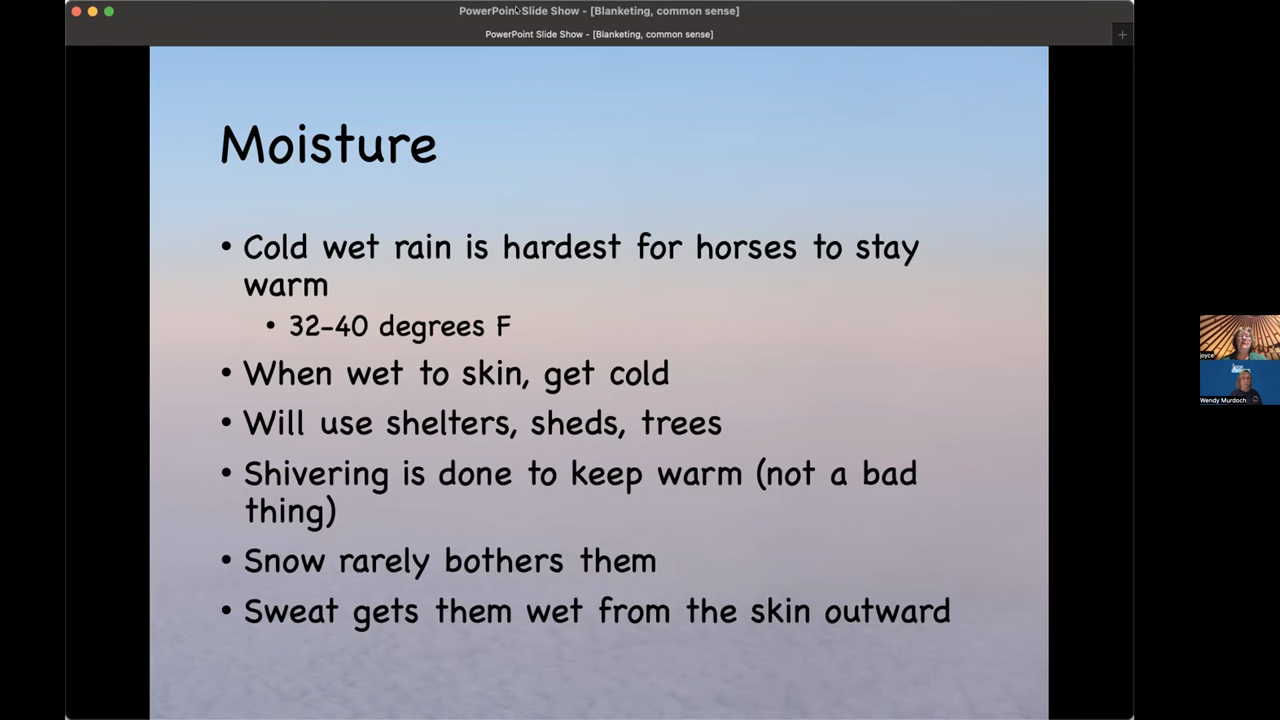 PowerPoint Slide Show - [Blanketing, common sense]
PowerPoint Slide Show - [Blanketing, common sense]
Moisture
• Cold wet rain is hardest for horses to stay
warm
• 32-40 degrees F
• When wet to skin, get cold
• Will use shelters, sheds, trees
• Shivering is done to keep warm (not a bad
thing)
• Snow rarely bothers them
• Sweat gets them wet from the skin outward
joyce
Wendy Murdoch